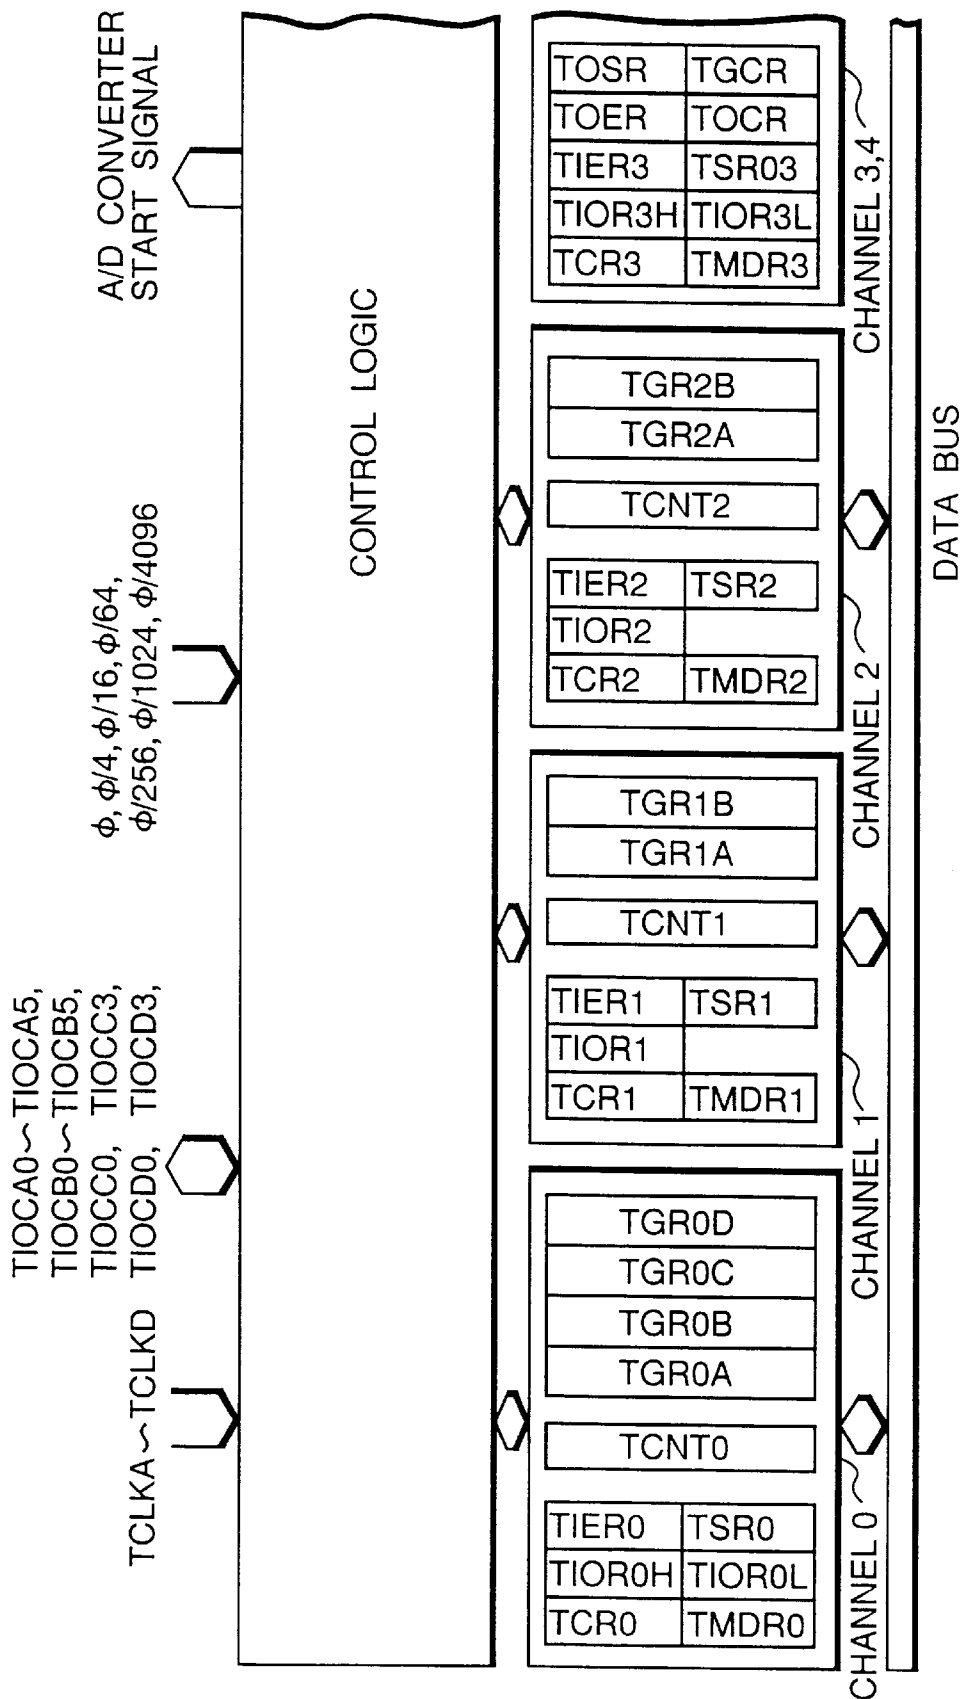 TCLKA~TCLKD
TIOCA0~TIOCA5,
TIOCB0~TIOCB5,
TIOCC0, TIOCC3,
TIOCD0, TIOCD3,
φ, φ/4, φ/16, φ/64,
φ/256, φ/1024, φ/4096
A/D CONVERTER
START SIGNAL
CONTROL LOGIC
TIER0 TSR0
TIOR0H TIOR0L
TCR0 TMDR0
TCNT0
TGR0D
TGR0C
TGR0B
TGR0A
CHANNEL 0
TIER1 TSR1
TIOR1
TCR1 TMDR1
TCNT1
TGR1B
TGR1A
CHANNEL 1
TIER2 TSR2
TIOR2
TCR2 TMDR2
TCNT2
TGR2B
TGR2A
CHANNEL 2
TOSR TGCR
TOER TOCR
TIER3 TSR03
TIOR3H TIOR3L
TCR3 TMDR3
CHANNEL 3,4
DATA BUS